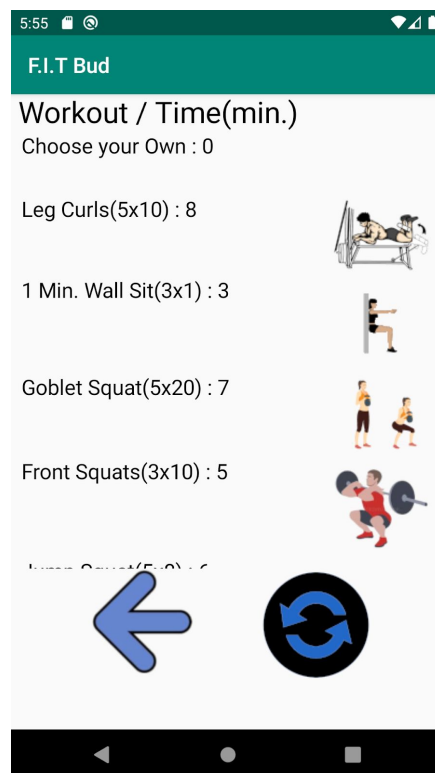 5:55
F.I.T Bud
Workout / Time(min.)
Choose your Own : 0
Leg Curls(5x10) : 8
1 Min. Wall Sit(3x1) : 3
Goblet Squat(5x20) : 7
Front Squats(3x10) : 5